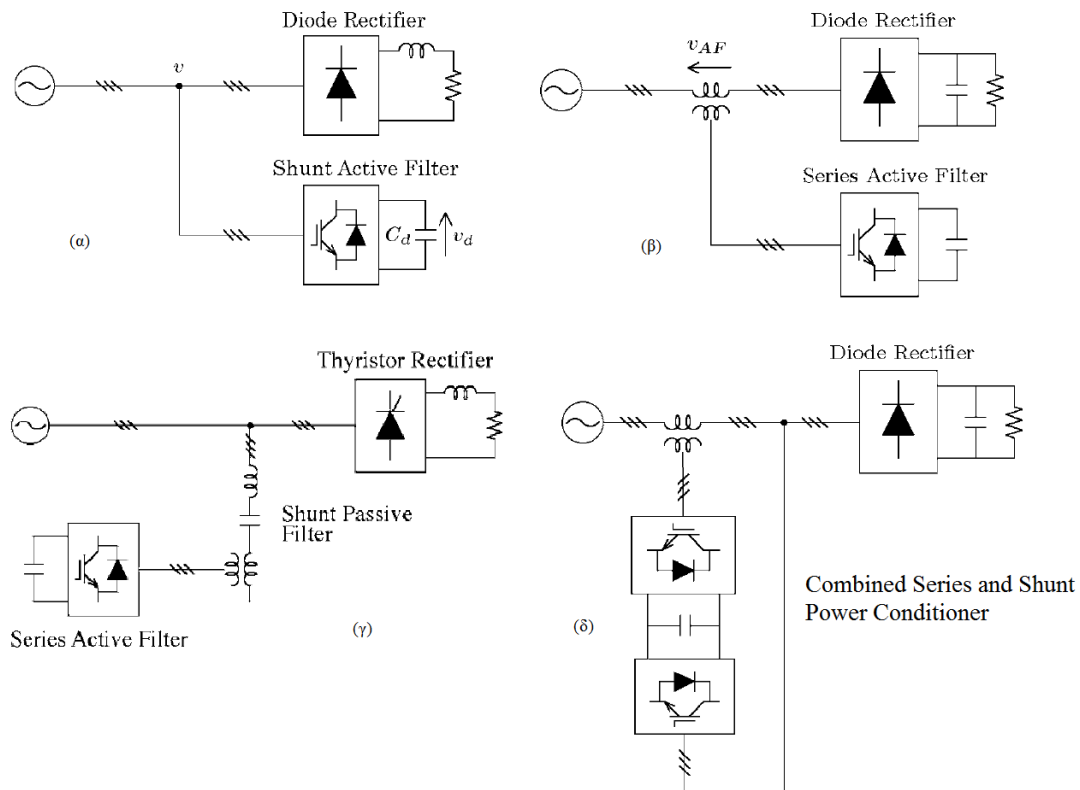 Diode Rectifier
v
Shunt Active Filter
C_d
v_d
(α)
Diode Rectifier
v_AF
Series Active Filter
(β)
Thyristor Rectifier
Shunt Passive
Filter
Series Active Filter
(γ)
Diode Rectifier
Combined Series and Shunt
Power Conditioner
(δ)